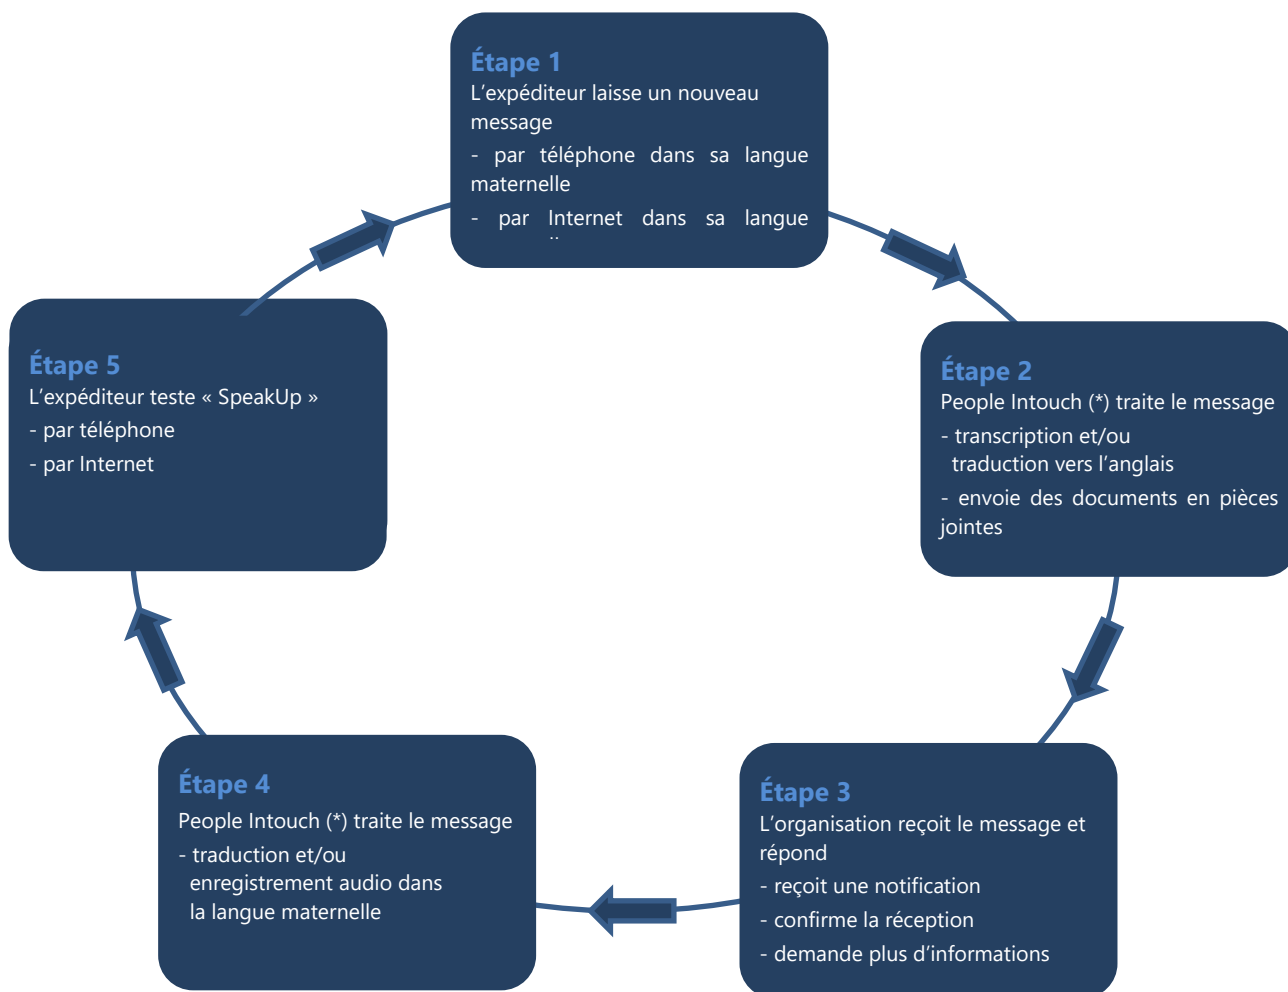 Étape 1
L’expéditeur laisse un nouveau
message
- par téléphone dans sa langue
maternelle
- par Internet dans sa langue
Étape 2
People Intouch (*) traite le message
- transcription et/ou
traduction vers l’anglais
- envoie des documents en pièces
jointes
Étape 3
L’organisation reçoit le message et
répond
- reçoit une notification
- confirme la réception
- demande plus d’informations
Étape 4
People Intouch (*) traite le message
- traduction et/ou
enregistrement audio dans
la langue maternelle
Étape 5
L’expéditeur teste « SpeakUp »
- par téléphone
- par Internet